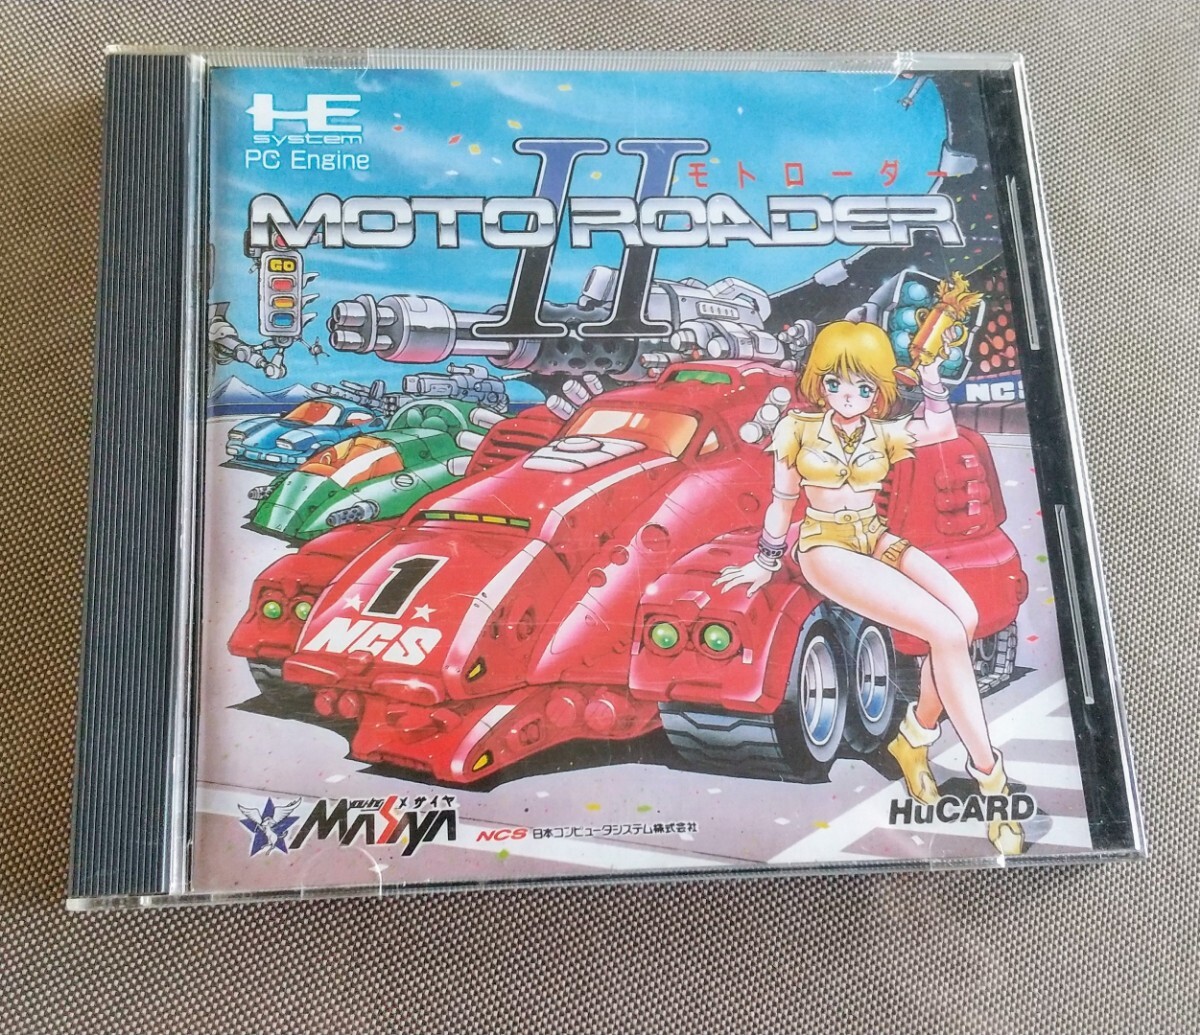 HE
system
PC Engine
II
モトローダー
MOTO ROADER
GO
NCS
1
NCS
メサイヤ
MASAYA
NCS 日本コンピュータシステム株式会社
HuCARD